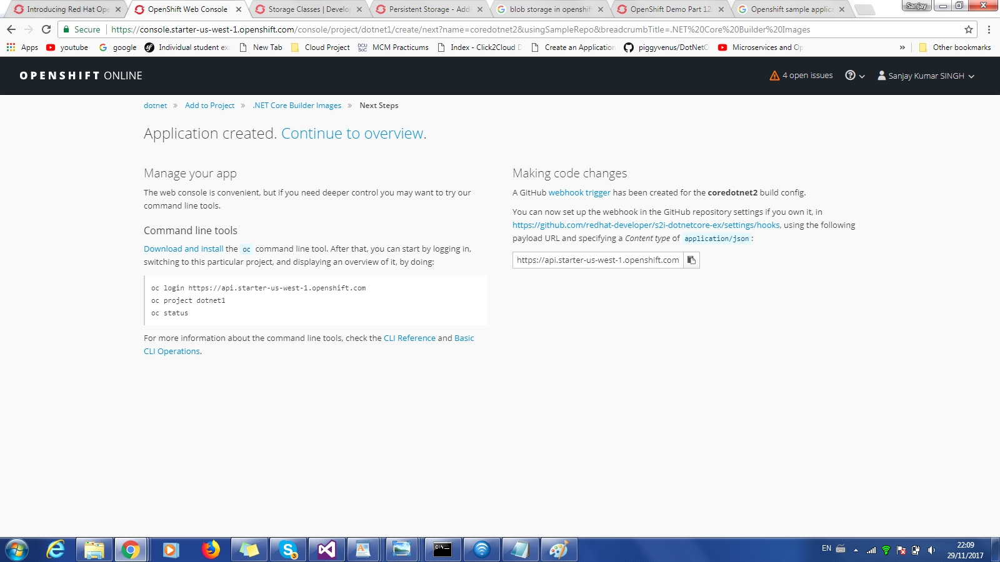 Introducing Red Hat Ope
OpenShift Web Console
Storage Classes | Develo
Persistent Storage - Add
blob storage in openshif
OpenShift Demo Part 12
Openshift sample applica
Sanjay
Secure
https://console.starter-us-west-1.openshift.com/console/project/dotnet1/create/next?name=coredotnet2&usingSampleRepo&breadcrumbTitle=.NET%20Core%20Builder%20Images
Apps
youtube
google
Individual student ex
New Tab
Cloud Project
DCU SoC
MCM Practicums
Index - Click2Cloud D
Create an Application
piggyvenus/DotNetO
Microservices and Op
»
Other bookmarks
OPENSHIFT ONLINE
4 open issues
Sanjay Kumar SINGH
dotnet » Add to Project » .NET Core Builder Images » Next Steps
Application created. Continue to overview.
Manage your app
The web console is convenient, but if you need deeper control you may want to try our
command line tools.
Command line tools
Download and install the oc command line tool. After that, you can start by logging in,
switching to this particular project, and displaying an overview of it, by doing:
oc login https://api.starter-us-west-1.openshift.com
oc project dotnet1
oc status
For more information about the command line tools, check the CLI Reference and Basic
CLI Operations.
Making code changes
A GitHub webhook trigger has been created for the coredotnet2 build config.
You can now set up the webhook in the GitHub repository settings if you own it, in
https://github.com/redhat-developer/s2i-dotnetcore-ex/settings/hooks, using the following
payload URL and specifying a Content type of application/json :
https://api.starter-us-west-1.openshift.com
3
EN
22:09
29/11/2017